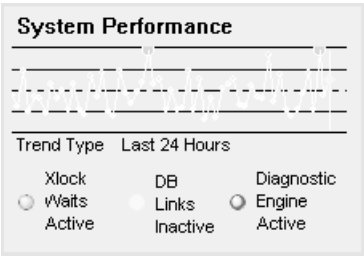 System Performance
Trend Type Last 24 Hours
Xlock
Waits
Active
DB
Links
Inactive
Diagnostic
Engine
Active